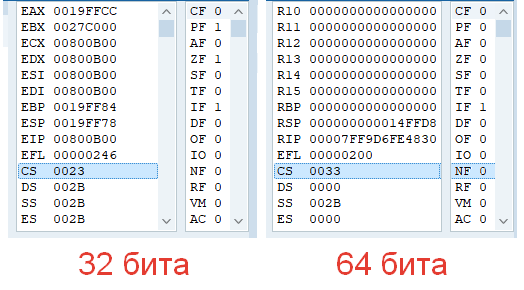 EAX 0019FFCC
EBX 0027C000
ECX 00800B00
EDX 00800B00
ESI 00800B00
EDI 00800B00
EBP 0019FF84
ESP 0019FF78
EIP 00800B00
EFL 00000246
CS 0023
DS 002B
SS 002B
ES 002B
CF 0
PF 1
AF 0
ZF 1
SF 0
TF 0
IF 1
DF 0
OF 0
IO 0
NF 0
RF 0
VM 0
AC 0
R10 0000000000000000
R11 0000000000000000
R12 0000000000000000
R13 0000000000000000
R14 0000000000000000
R15 0000000000000000
RBP 0000000000000000
RSP 000000000014FFD8
RIP 00007FF9D6FE4830
EFL 00000200
CS 0033
DS 0000
SS 002B
ES 0000
CF 0
PF 0
AF 0
ZF 0
SF 0
TF 0
IF 1
DF 0
OF 0
IO 0
NF 0
RF 0
VM 0
AC 0
32 бита
64 бита